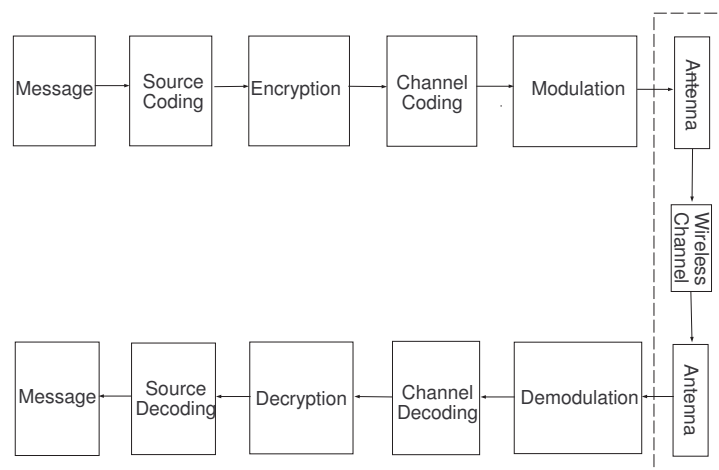 Message
Source
Coding
Encryption
Channel
Coding
Modulation
Antenna
Wireless
Channel
Antenna
Demodulation
Channel
Decoding
Decryption
Source
Decoding
Message